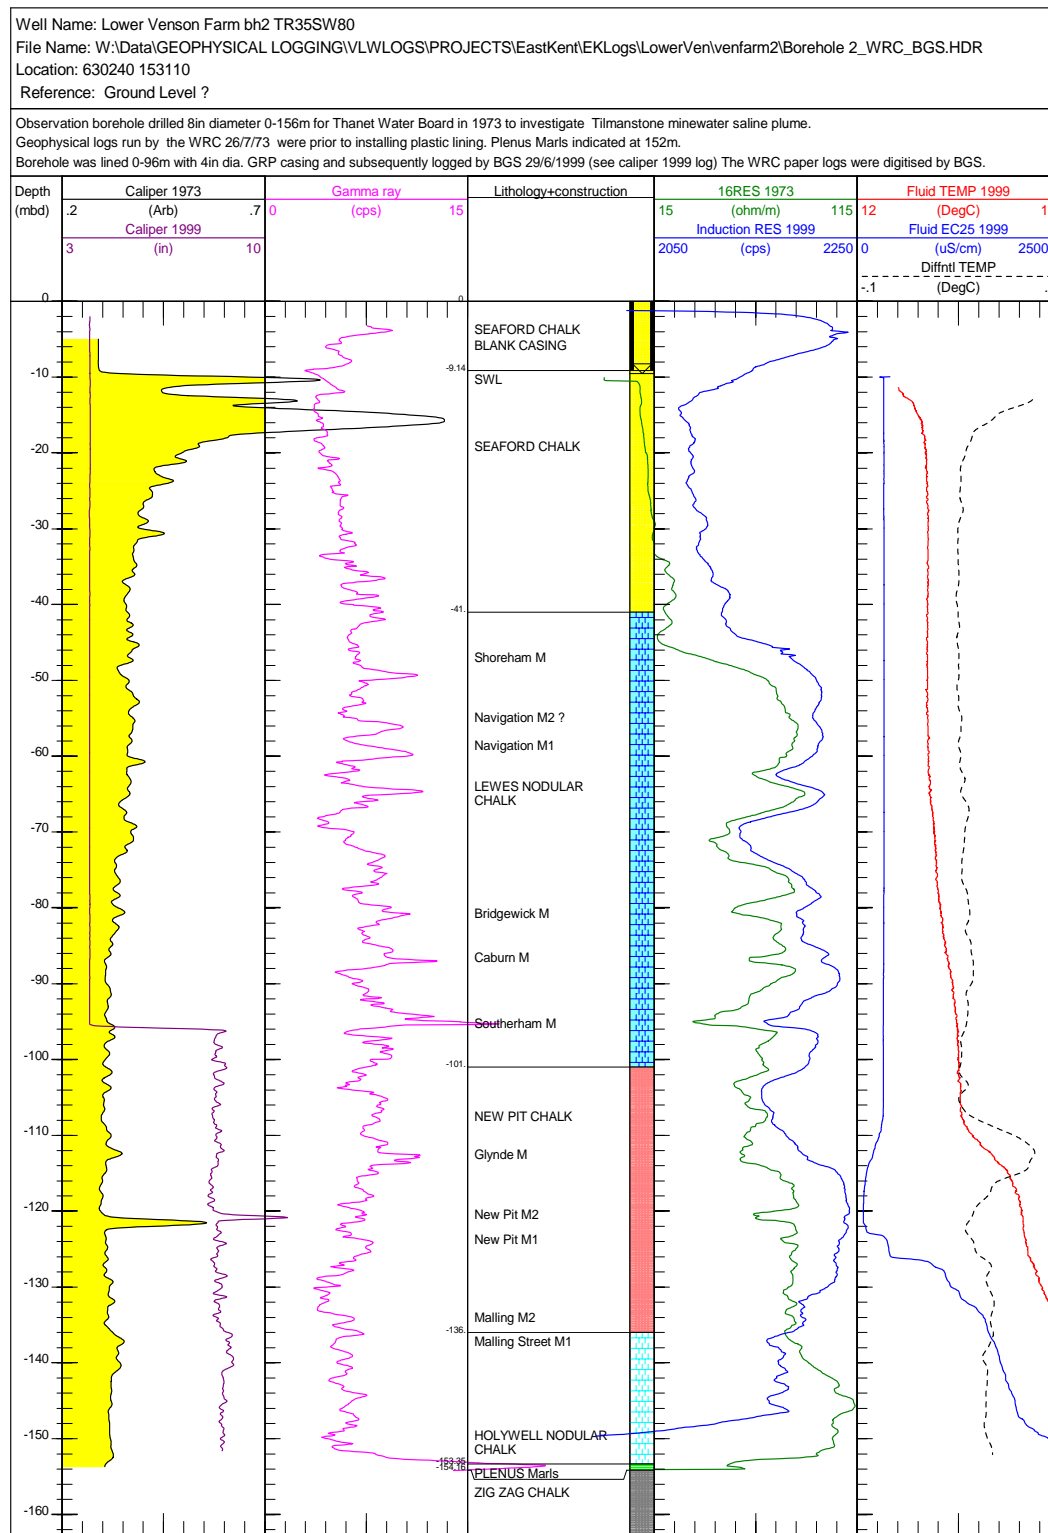 Well Name: Lower Venson Farm bh2 TR35SW80
File Name: W:\Data\GEOPHYSICAL LOGGING\VLWLOGS\PROJECTS\EastKent\EKLogs\LowerVen\venfarm2\Borehole 2_WRC_BGS.HDR
Location: 630240 153110
Reference: Ground Level ?
Observation borehole drilled 8in diameter 0-156m for Thanet Water Board in 1973 to investigate Tilmanstone minewater saline plume.
Geophysical logs run by the WRC 26/7/73 were prior to installing plastic lining. Plenus Marls indicated at 152m.
Borehole was lined 0-96m with 4in dia. GRP casing and subsequently logged by BGS 29/6/1999 (see caliper 1999 log) The WRC paper logs were digitised by BGS.
Depth Caliper 1973 Gamma ray Lithology+construction 16RES 1973 Fluid TEMP 1999
(mbd) .2 (Arb) .7 0 (cps) 15 15 (ohm/m) 115 12 (DegC) 1
Caliper 1999 Induction RES 1999 Fluid EC25 1999
3 (in) 10 2050 (cps) 2250 0 (uS/cm) 2500
Diffntl TEMP
-.1 (DegC) .
0 0
SEAFORD CHALK
BLANK CASING
-9.14
-10 SWL
SEAFORD CHALK
-20
-30
-40
-41.
Shoreham M
-50
Navigation M2 ?
Navigation M1
-60
LEWES NODULAR
CHALK
-70
-80
Bridgewick M
Caburn M
-90
Southerham M
-100
-101.
NEW PIT CHALK
-110
Glynde M
-120
New Pit M2
New Pit M1
-130
Malling M2
-136.
Malling Street M1
-140
HOLYWELL NODULAR
-150
CHALK
-153.35
-154.16
PLENUS Marls
ZIG ZAG CHALK
-160